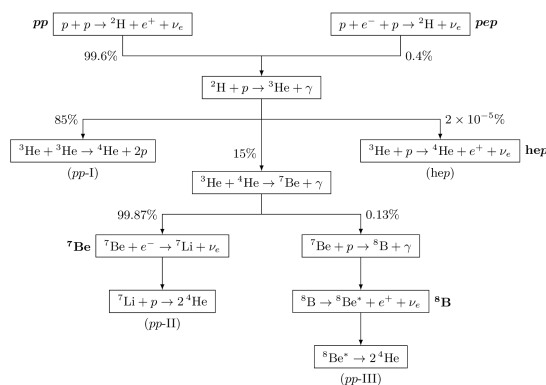 pp p + p → ²H + e⁺ + νₑ p + e⁻ + p → ²H + νₑ pep
99.6% 0.4%
²H + p → ³He + γ
85% 2 × 10⁻⁵%
³He + ³He → ⁴He + 2p 15% ³He + p → ⁴He + e⁺ + νₑ hep
(pp-I) (hep)
³He + ⁴He → ⁷Be + γ
99.87% 0.13%
⁷Be ⁷Be + e⁻ → ⁷Li + νₑ ⁷Be + p → ⁸B + γ
⁷Li + p → 2 ⁴He ⁸B → ⁸Be* + e⁺ + νₑ ⁸B
(pp-II)
⁸Be* → 2 ⁴He
(pp-III)